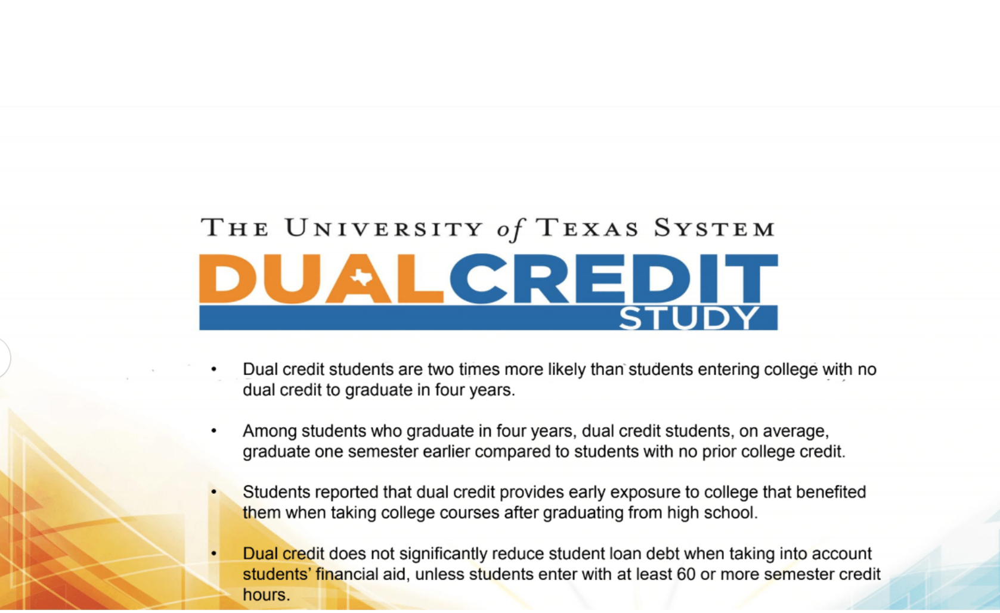 THE UNIVERSITY of TEXAS SYSTEM
DUALCREDIT
STUDY
• Dual credit students are two times more likely than students entering college with no
dual credit to graduate in four years.
• Among students who graduate in four years, dual credit students, on average,
graduate one semester earlier compared to students with no prior college credit.
• Students reported that dual credit provides early exposure to college that benefited
them when taking college courses after graduating from high school.
• Dual credit does not significantly reduce student loan debt when taking into account
students’ financial aid, unless students enter with at least 60 or more semester credit
hours.